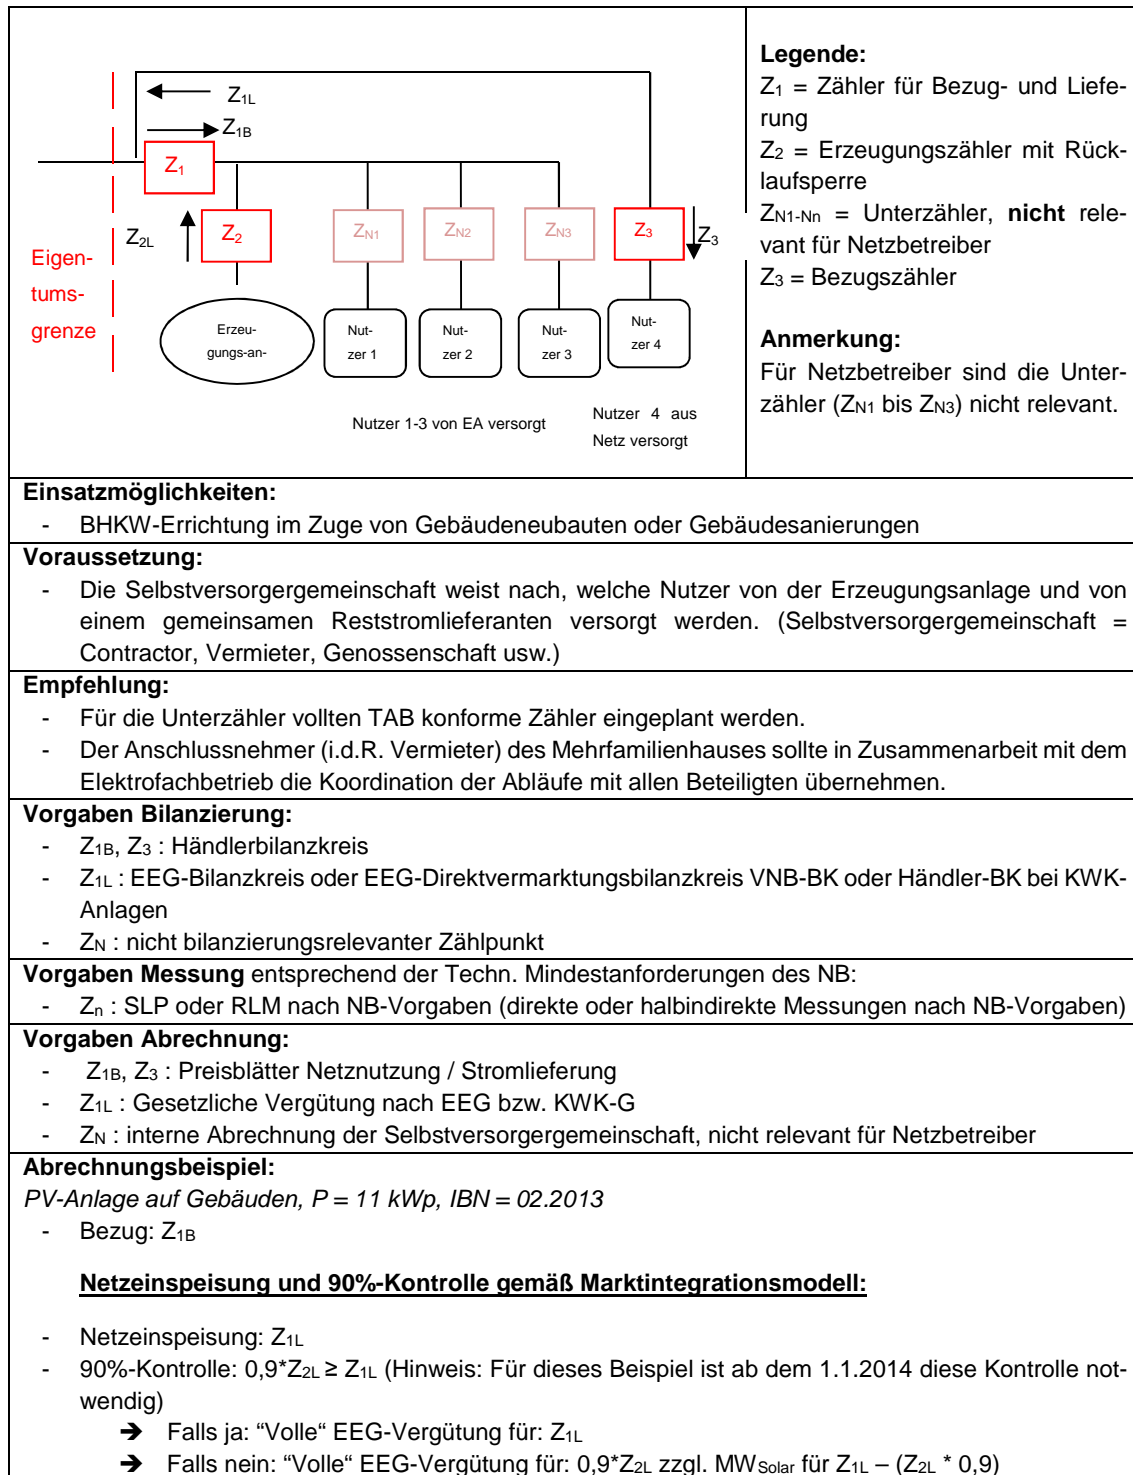 Z1L
Z1B
Z1
Z2L
Z2
ZN1
ZN2
ZN3
Z3
Z3
Eigen-
tums-
grenze
Erzeu-
gungs-an-
Nut-
zer 1
Nut-
zer 2
Nut-
zer 3
Nut-
zer 4
Nutzer 1-3 von EA versorgt
Nutzer 4 aus
Netz versorgt
Legende:
Z1 = Zähler für Bezug- und Liefe-
rung
Z2 = Erzeugungszähler mit Rück-
laufsperre
ZN1-Nn = Unterzähler, nicht rele-
vant für Netzbetreiber
Z3 = Bezugszähler
Anmerkung:
Für Netzbetreiber sind die Unter-
zähler (ZN1 bis ZN3) nicht relevant.
Einsatzmöglichkeiten:
- BHKW-Errichtung im Zuge von Gebäudeneubauten oder Gebäudesanierungen
Voraussetzung:
- Die Selbstversorgergemeinschaft weist nach, welche Nutzer von der Erzeugungsanlage und von
einem gemeinsamen Reststromlieferanten versorgt werden. (Selbstversorgergemeinschaft =
Contractor, Vermieter, Genossenschaft usw.)
Empfehlung:
- Für die Unterzähler vollten TAB konforme Zähler eingeplant werden.
- Der Anschlussnehmer (i.d.R. Vermieter) des Mehrfamilienhauses sollte in Zusammenarbeit mit dem
Elektrofachbetrieb die Koordination der Abläufe mit allen Beteiligten übernehmen.
Vorgaben Bilanzierung:
- Z1B, Z3 : Händlerbilanzkreis
- Z1L : EEG-Bilanzkreis oder EEG-Direktvermarktungsbilanzkreis VNB-BK oder Händler-BK bei KWK-
Anlagen
- ZN : nicht bilanzierungsrelevanter Zählpunkt
Vorgaben Messung entsprechend der Techn. Mindestanforderungen des NB:
- Zn : SLP oder RLM nach NB-Vorgaben (direkte oder halbindirekte Messungen nach NB-Vorgaben)
Vorgaben Abrechnung:
- Z1B, Z3 : Preisblätter Netznutzung / Stromlieferung
- Z1L : Gesetzliche Vergütung nach EEG bzw. KWK-G
- ZN : interne Abrechnung der Selbstversorgergemeinschaft, nicht relevant für Netzbetreiber
Abrechnungsbeispiel:
PV-Anlage auf Gebäuden, P = 11 kWp, IBN = 02.2013
- Bezug: Z1B
Netzeinspeisung und 90%-Kontrolle gemäß Marktintegrationsmodell:
- Netzeinspeisung: Z1L
- 90%-Kontrolle: 0,9*Z2L ≥ Z1L (Hinweis: Für dieses Beispiel ist ab dem 1.1.2014 diese Kontrolle not-
wendig)
➔ Falls ja: “Volle“ EEG-Vergütung für: Z1L
➔ Falls nein: “Volle“ EEG-Vergütung für: 0,9*Z2L zzgl. MWSolar für Z1L – (Z2L * 0,9)